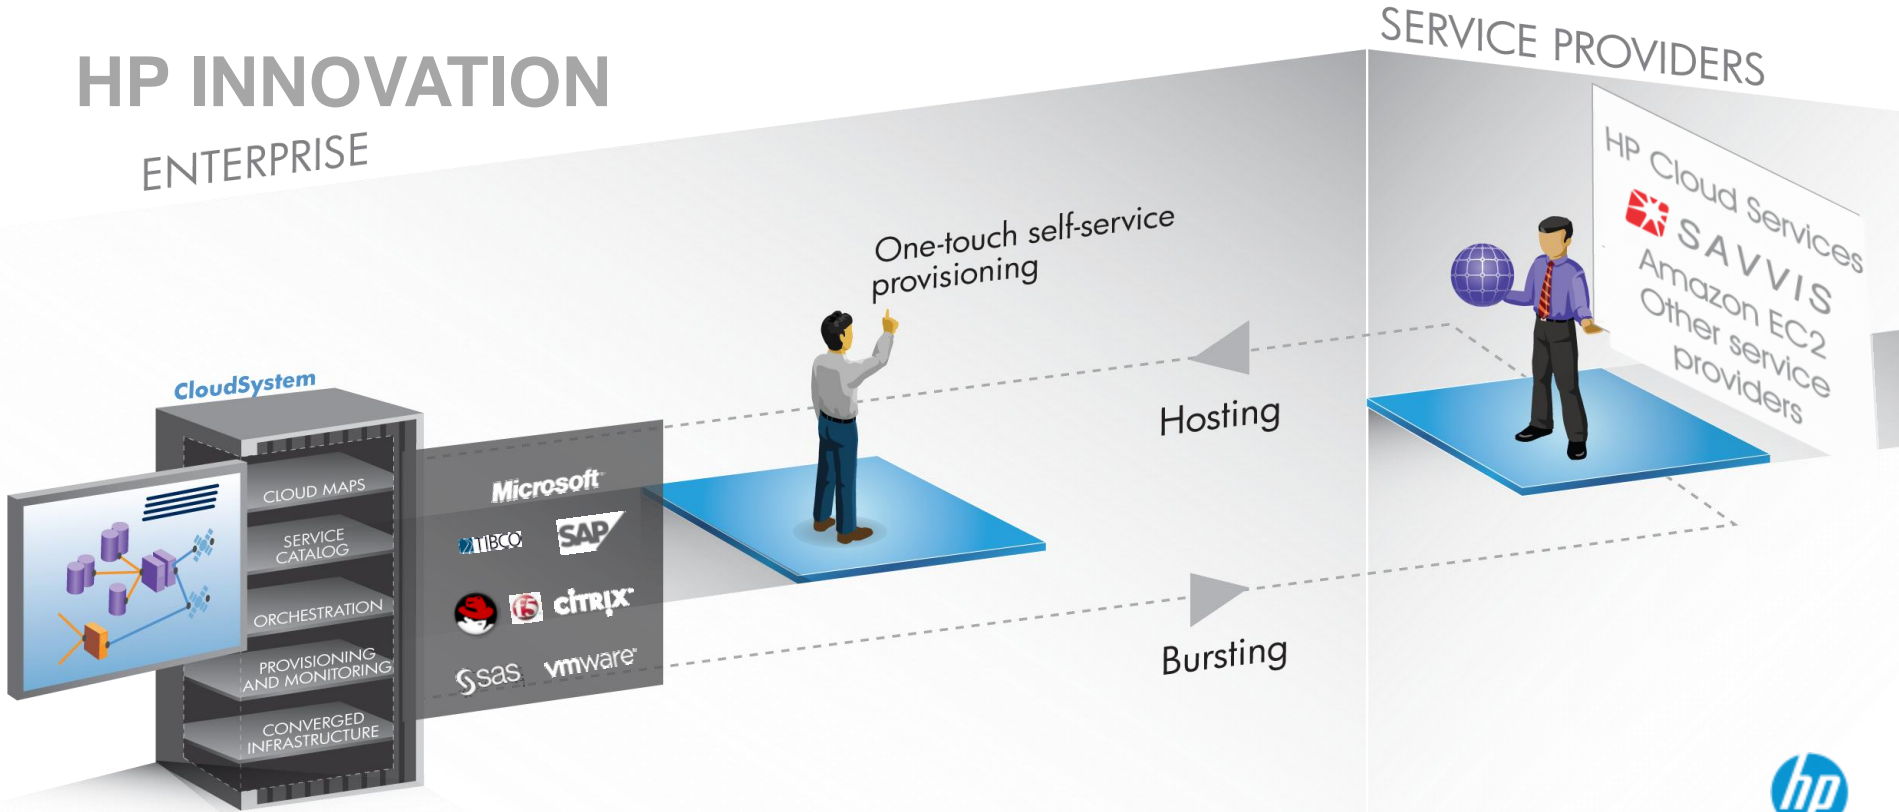 HP INNOVATION
ENTERPRISE
SERVICE PROVIDERS
HP Cloud Services
SAVVIS
Amazon EC2
Other service
providers
One-touch self-service
provisioning
Hosting
Bursting
CloudSystem
CLOUD MAPS
SERVICE
CATALOG
ORCHESTRATION
PROVISIONING
AND MONITORING
CONVERGED
INFRASTRUCTURE
Microsoft
TIBCO SAP
f5 CITRIX
sas vmware
hp